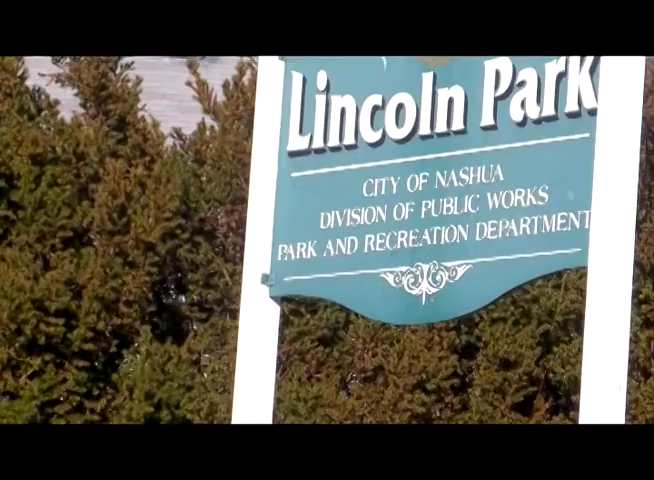 Lincoln Park
CITY OF NASHUA
DIVISION OF PUBLIC WORKS
PARK AND RECREATION DEPARTMENT